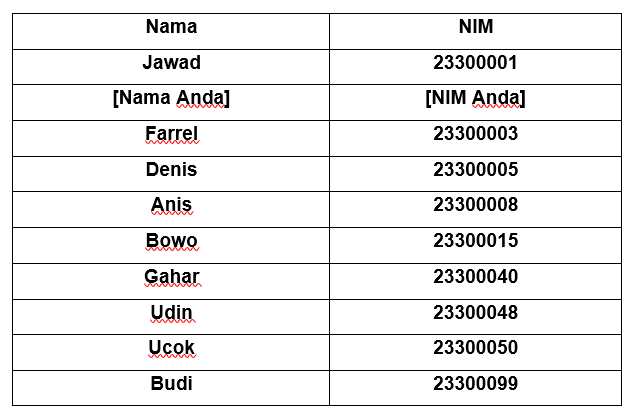 Nama NIM
Jawad 23300001
[Nama Anda] [NIM Anda]
Farrel 23300003
Denis 23300005
Anis 23300008
Bowo 23300015
Gahar 23300040
Udin 23300048
Ucok 23300050
Budi 23300099